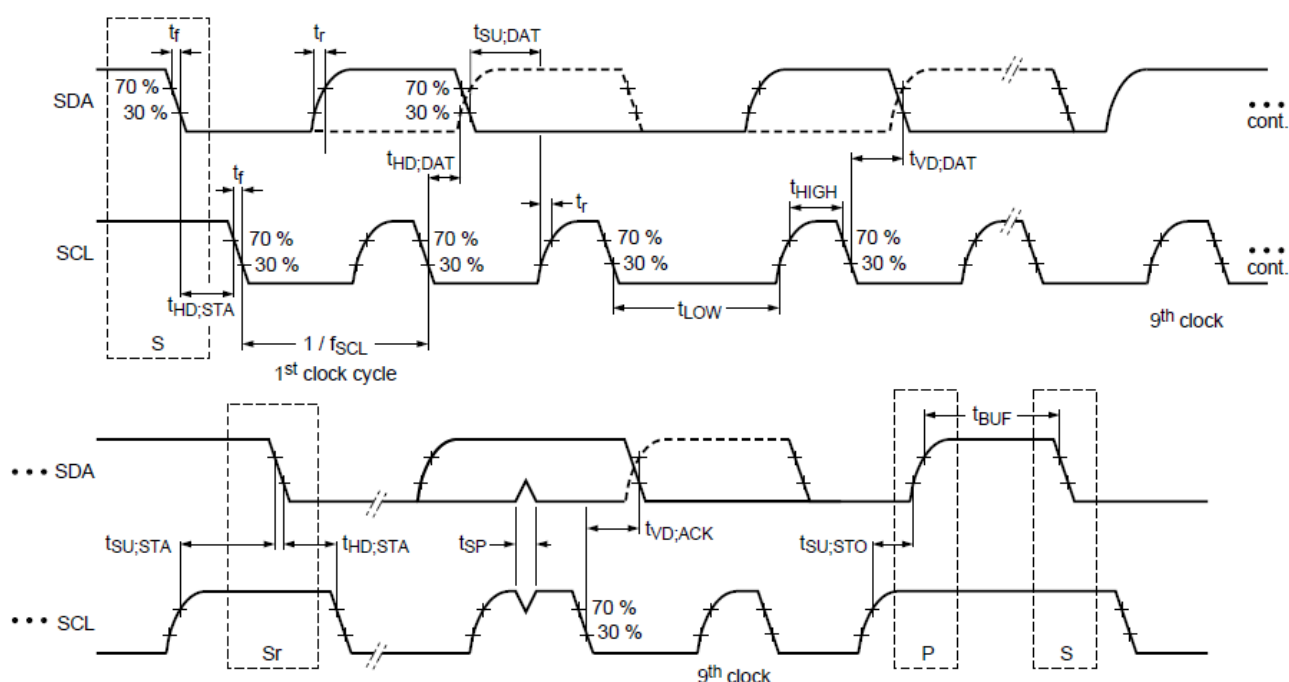 tf tr tSU;DAT
70 % 70 %
SDA 30 % 30 % ••• cont.
tHD;DAT tVD;DAT
tf tr tHIGH
70 % 70 % 70 % 70 %
SCL 30 % 30 % 30 % 30 % ••• cont.
tHD;STA tLOW
S 1 / fSCL 9th clock
1st clock cycle
tBUF
••• SDA
tSU;STA tHD;STA tSP tVD;ACK tSU;STO
70 %
••• SCL 30 %
Sr P S
9th clock